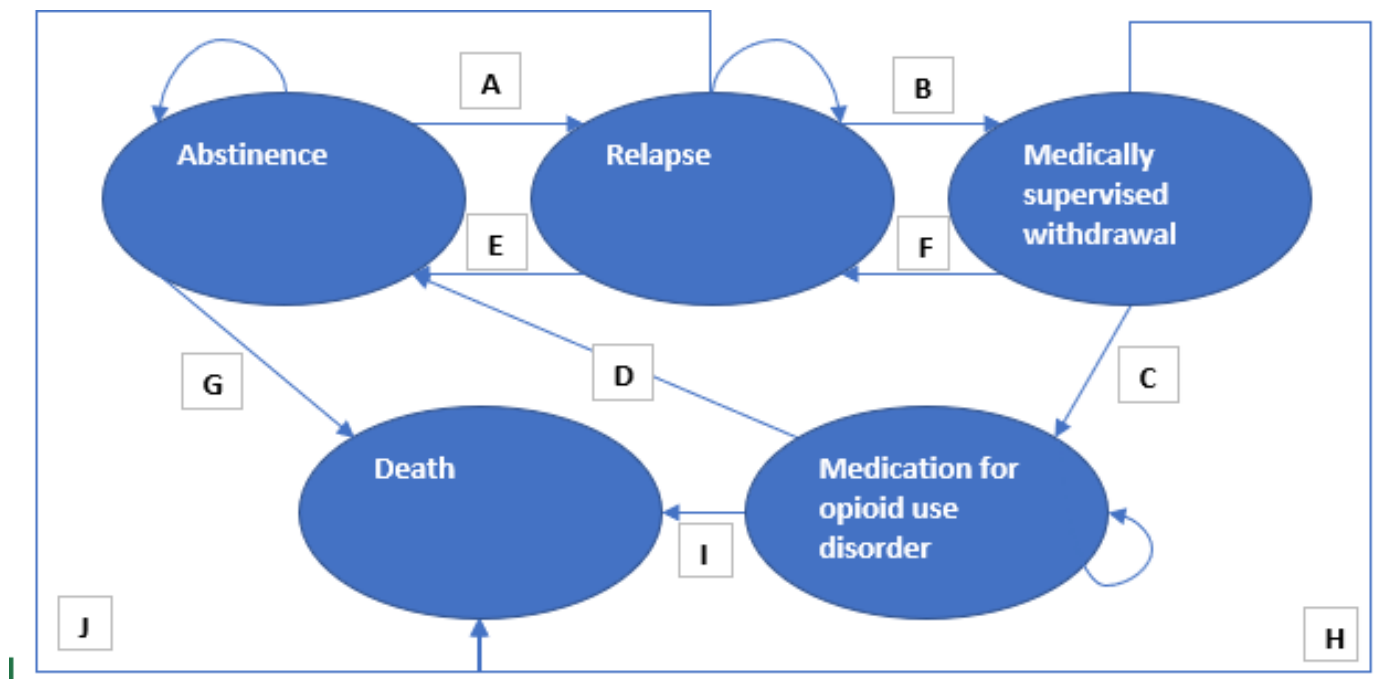 A
B
Abstinence
Relapse
Medically
supervised
withdrawal
E
F
G
D
C
Death
Medication for
opioid use
disorder
I
J
H